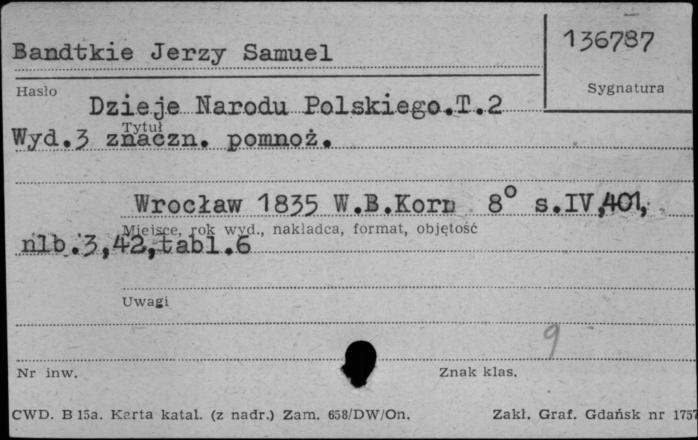 Bandtkie Jerzy Samuel
136787
Hasło
Sygnatura
Dzieje Narodu Polskiego.T.2
Tytuł
Wyd.3 znaczn. pomnoż.
Wrocław 1835 W.B.Korn 8° s.IV,401,
Miejsce, rok wyd., nakładca, format, objętość
nlb.3,42,tabl.6
Uwagi
9
Nr inw.
Znak klas.
CWD. B 15a. Karta katal. (z nadr.) Zam. 658/DW/On.
Zakł. Graf. Gdańsk nr 1757